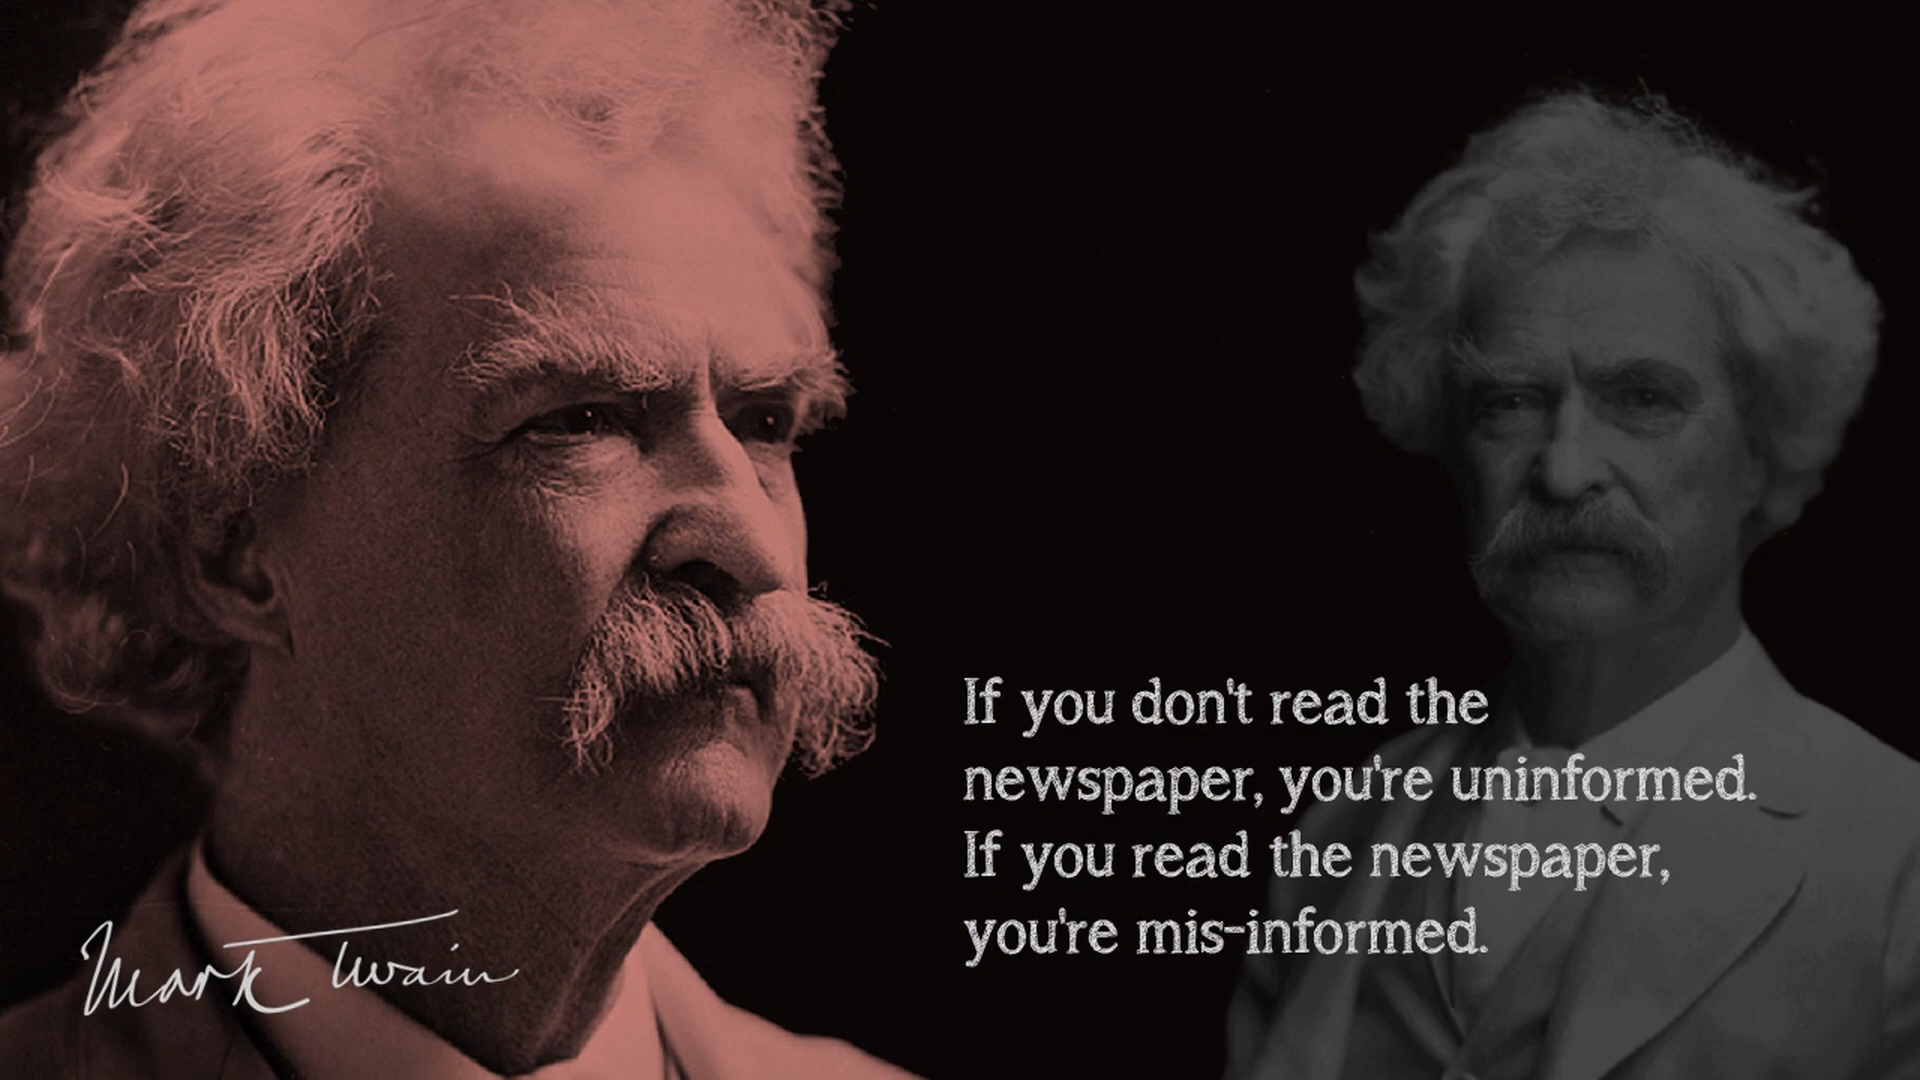 If you don't read the
newspaper, you're uninformed.
If you read the newspaper,
you're mis-informed.
Mark Twain